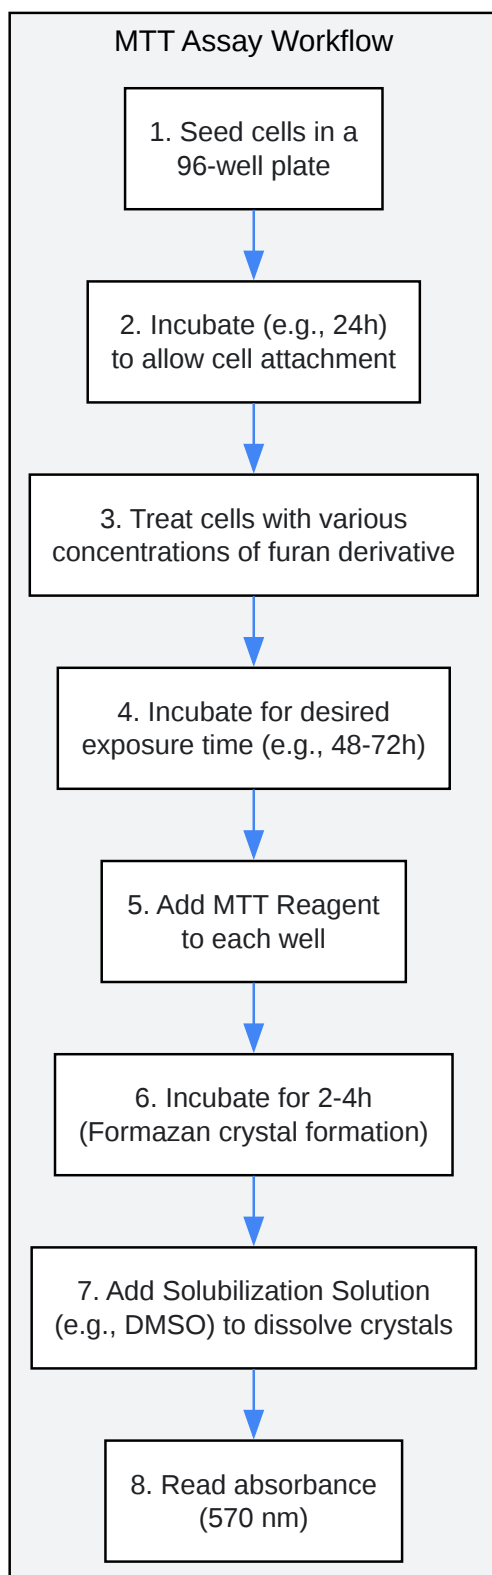 MTT Assay Workflow
1. Seed cells in a
96-well plate
2. Incubate (e.g., 24h)
to allow cell attachment
3. Treat cells with various
concentrations of furan derivative
4. Incubate for desired
exposure time (e.g., 48-72h)
5. Add MTT Reagent
to each well
6. Incubate for 2-4h
(Formazan crystal formation)
7. Add Solubilization Solution
(e.g., DMSO) to dissolve crystals
8. Read absorbance
(570 nm)